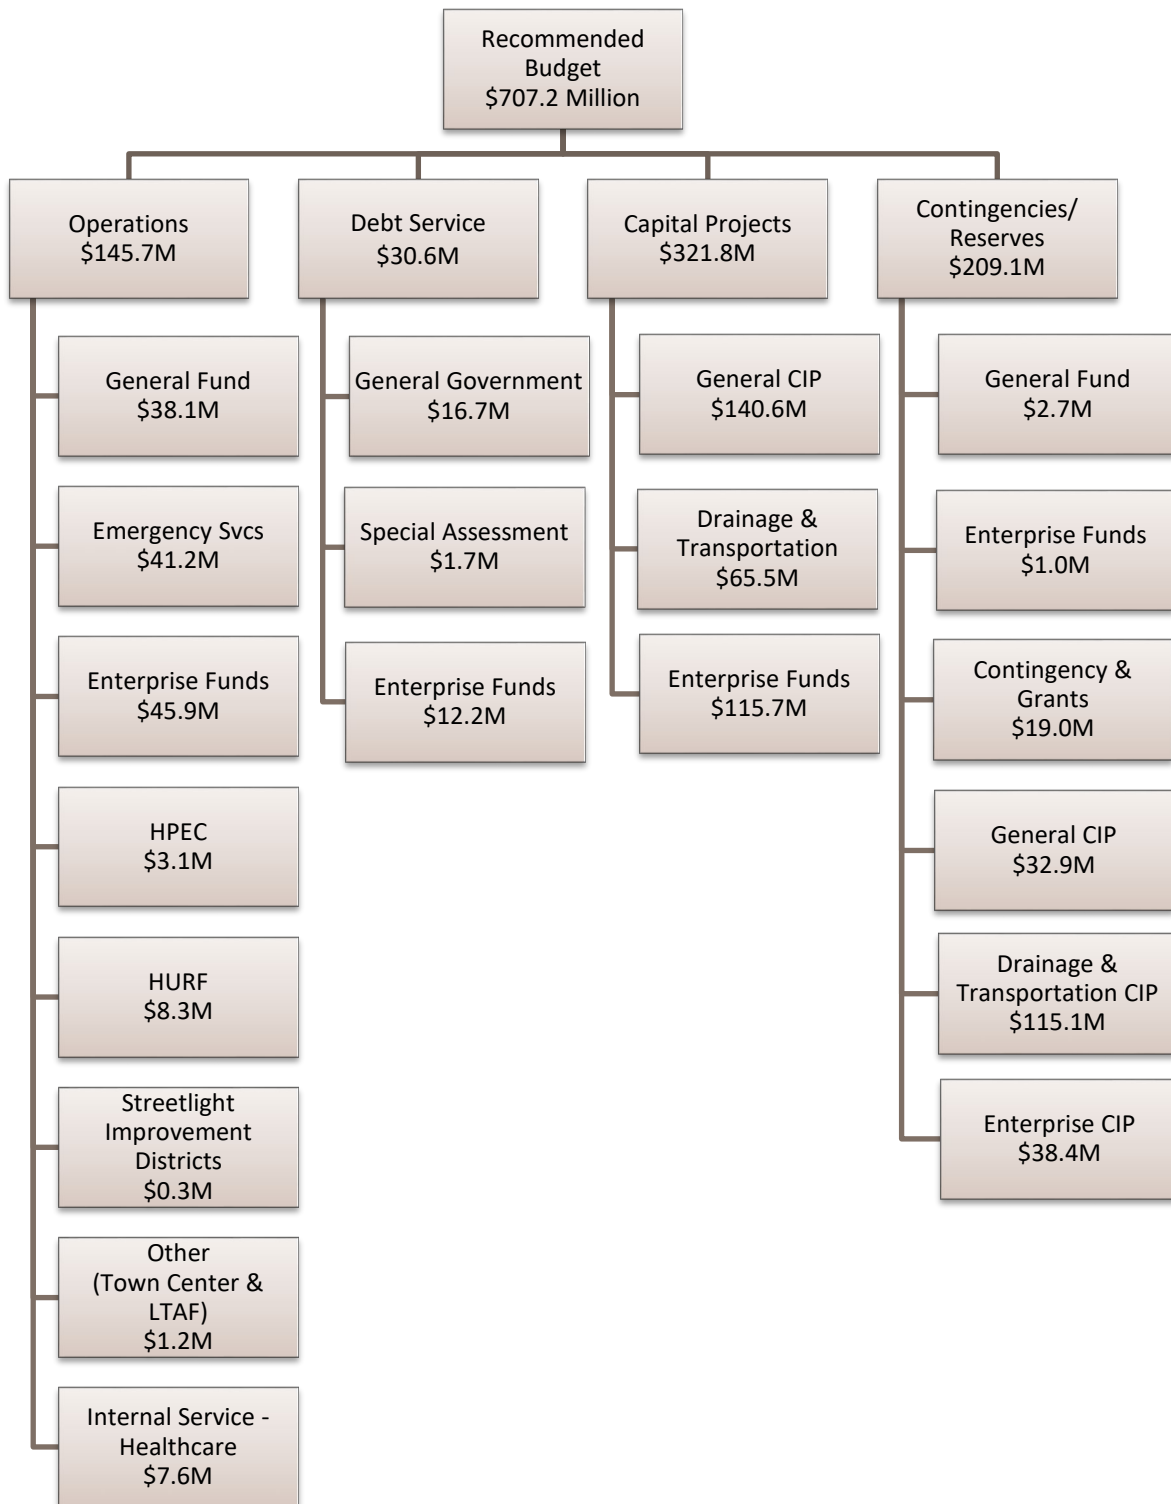 Recommended
Budget
$707.2 Million
Operations
$145.7M
Debt Service
$30.6M
Capital Projects
$321.8M
Contingencies/
Reserves
$209.1M
General Fund
$38.1M
Emergency Svcs
$41.2M
Enterprise Funds
$45.9M
HPEC
$3.1M
HURF
$8.3M
Streetlight
Improvement
Districts
$0.3M
Other
(Town Center &
LTAF)
$1.2M
Internal Service -
Healthcare
$7.6M
General Government
$16.7M
Special Assessment
$1.7M
Enterprise Funds
$12.2M
General CIP
$140.6M
Drainage &
Transportation
$65.5M
Enterprise Funds
$115.7M
General Fund
$2.7M
Enterprise Funds
$1.0M
Contingency &
Grants
$19.0M
General CIP
$32.9M
Drainage &
Transportation CIP
$115.1M
Enterprise CIP
$38.4M